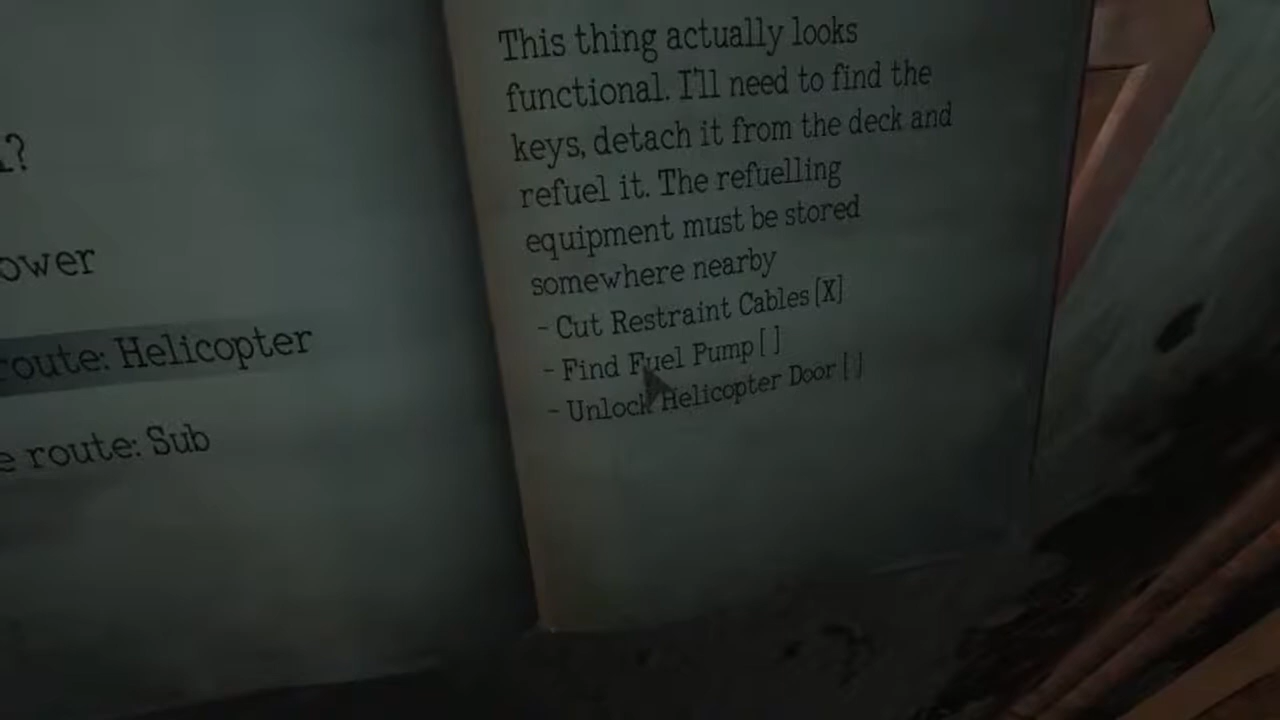 ?
ower
route: Helicopter
e route: Sub
This thing actually looks
functional. I'll need to find the
keys, detach it from the deck and
refuel it. The refuelling
equipment must be stored
somewhere nearby
- Cut Restraint Cables [X]
- Find Fuel Pump [ ]
- Unlock Helicopter Door [ ]